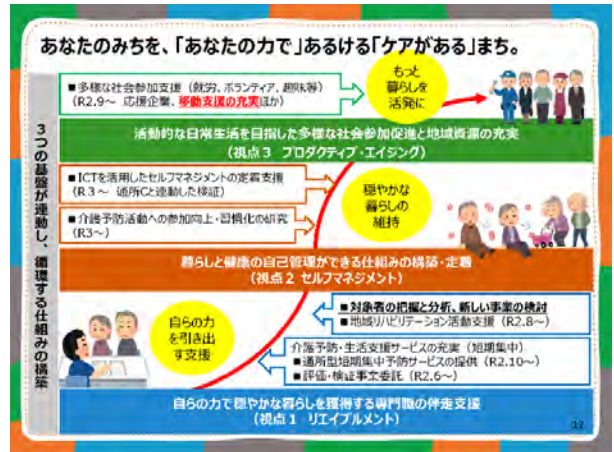 あなたのみちを、「あなたの力で」あるける「ケアがある」まち。
3つの基盤が連動し、循環する仕組みの構築
■多様な社会参加支援（就労、ボランティア、趣味等）
（R2.9～ 応援企業、移動支援の充実ほか）
もっと
暮らしを
活発に
活動的な日常生活を目指した多様な社会参加促進と地域資源の充実
（視点３ プロダクティブ・エイジング）
■ICTを活用したセルフマネジメントの定着支援
（R３～ 通所Cと連動した検証）
■介護予防活動への参加向上・習慣化の研究
（R3～）
穏やかな
暮らしの
維持
暮らしと健康の自己管理ができる仕組みの構築・定着
（視点２ セルフマネジメント）
自らの力
を引き出
す支援
■対象者の把握と分析、新しい事業の検討
■地域リハビリテーション活動支援（R2.8～）
介護予防・生活支援サービスの充実（短期集中）
■通所型短期集中予防サービスの提供（R2.10～）
■評価・検証事業委託（R2.6～）
自らの力で穏やかな暮らしを獲得する専門職の伴走支援
（視点１ リエイブルメント）
12